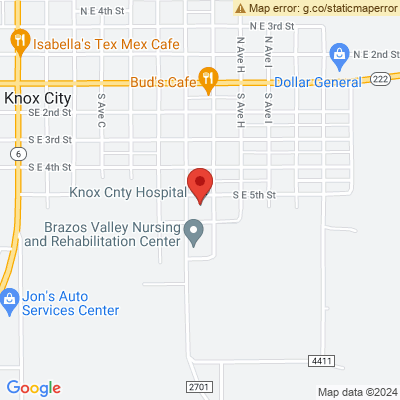 Map error: g.co/staticmaperror
N E 4th St
N E 3rd St
Isabella's Tex Mex Cafe
N Ave H
N Ave I
N E 2nd St
Bud's Cafe
Dollar General
222
Knox City
S E 2nd St
S Ave C
S Ave H
S Ave I
S E 3rd St
6
S E 4th St
Knox Cnty Hospital
S E 5th St
Brazos Valley Nursing
and Rehabilitation Center
Jon's Auto
Services Center
4411
Google
2701
Map data ©2024